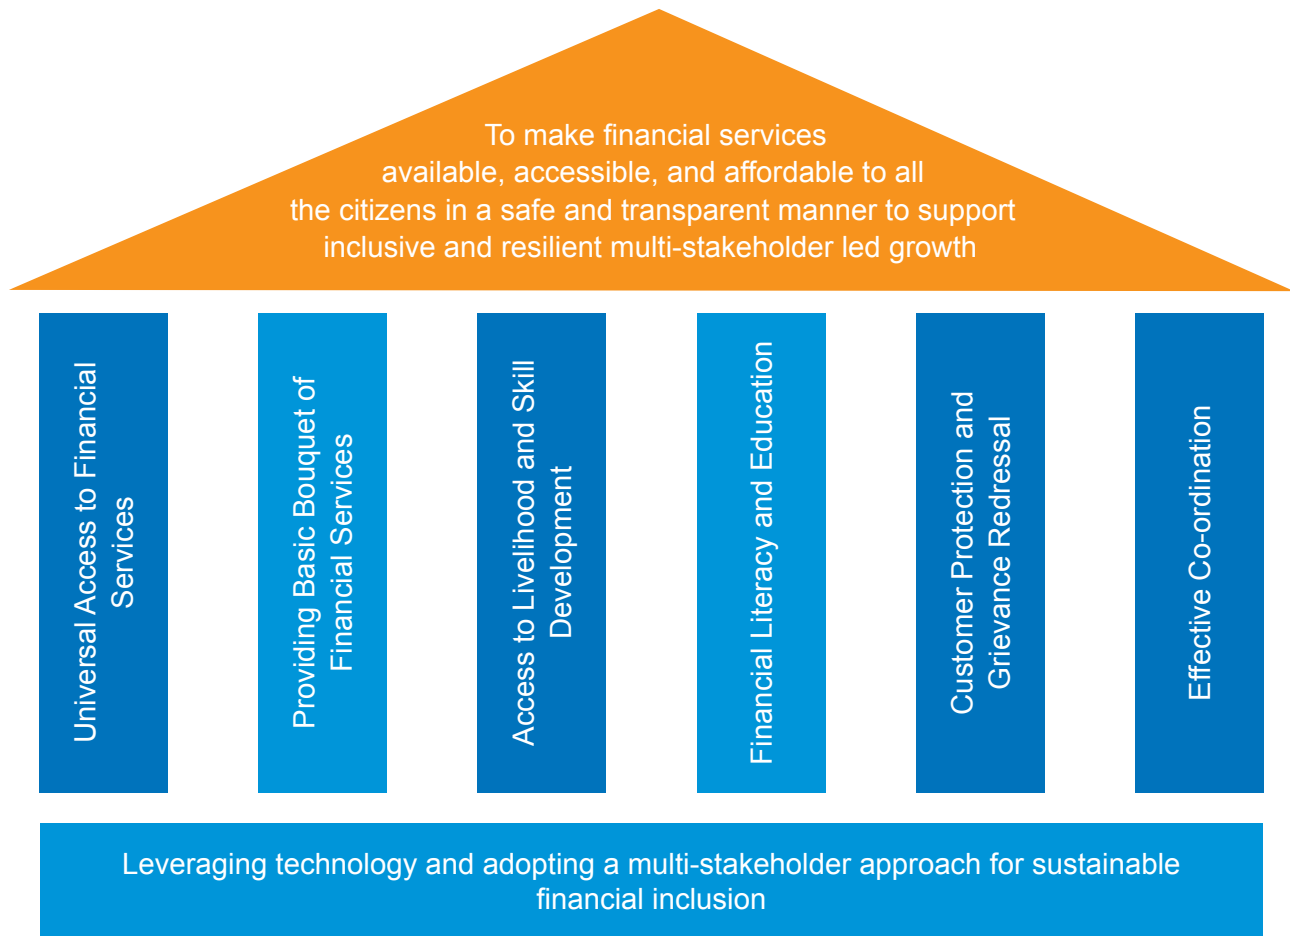 To make financial services
available, accessible, and affordable to all
the citizens in a safe and transparent manner to support
inclusive and resilient multi-stakeholder led growth
Universal Access to Financial
Services
Providing Basic Bouquet of
Financial Services
Access to Livelihood and Skill
Development
Financial Literacy and Education
Customer Protection and
Grievance Redressal
Effective Co-ordination
Leveraging technology and adopting a multi-stakeholder approach for sustainable
financial inclusion